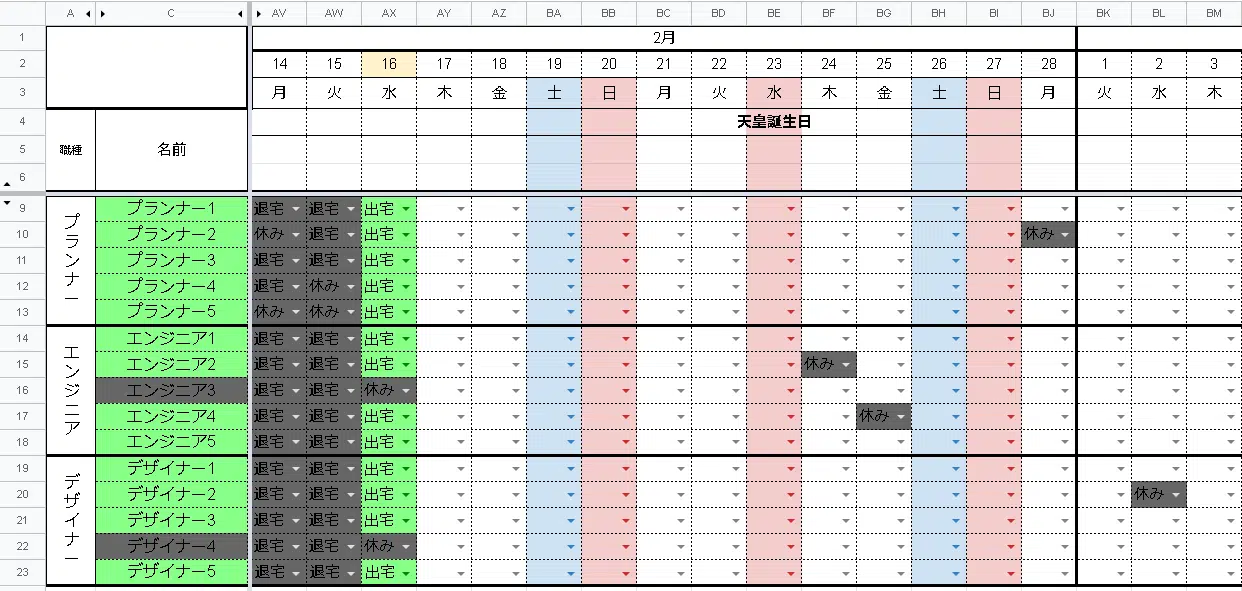 A C AV AW AX AY AZ BA BB BC BD BE BF BG BH BI BJ BK BL BM
1 2月
2 14 15 16 17 18 19 20 21 22 23 24 25 26 27 28 1 2 3
3 月 火 水 木 金 土 日 月 火 水 木 金 土 日 月 火 水 木
4 天皇誕生日
5 職種 名前
6
9 プランナー1 退宅 退宅 出宅
10 プランナー2 休み 退宅 出宅 休み
11 プランナー3 退宅 退宅 出宅
12 プランナー4 退宅 休み 出宅
13 プランナー5 休み 休み 出宅
プランナー
14 エンジニア1 退宅 退宅 出宅
15 エンジニア2 退宅 退宅 出宅 休み
16 エンジニア3 退宅 退宅 休み
17 エンジニア4 退宅 退宅 出宅 休み
18 エンジニア5 退宅 退宅 出宅
エンジニア
19 デザイナー1 退宅 退宅 出宅
20 デザイナー2 退宅 退宅 出宅 休み
21 デザイナー3 退宅 退宅 出宅
22 デザイナー4 退宅 退宅 休み
23 デザイナー5 退宅 退宅 出宅
デザイナー